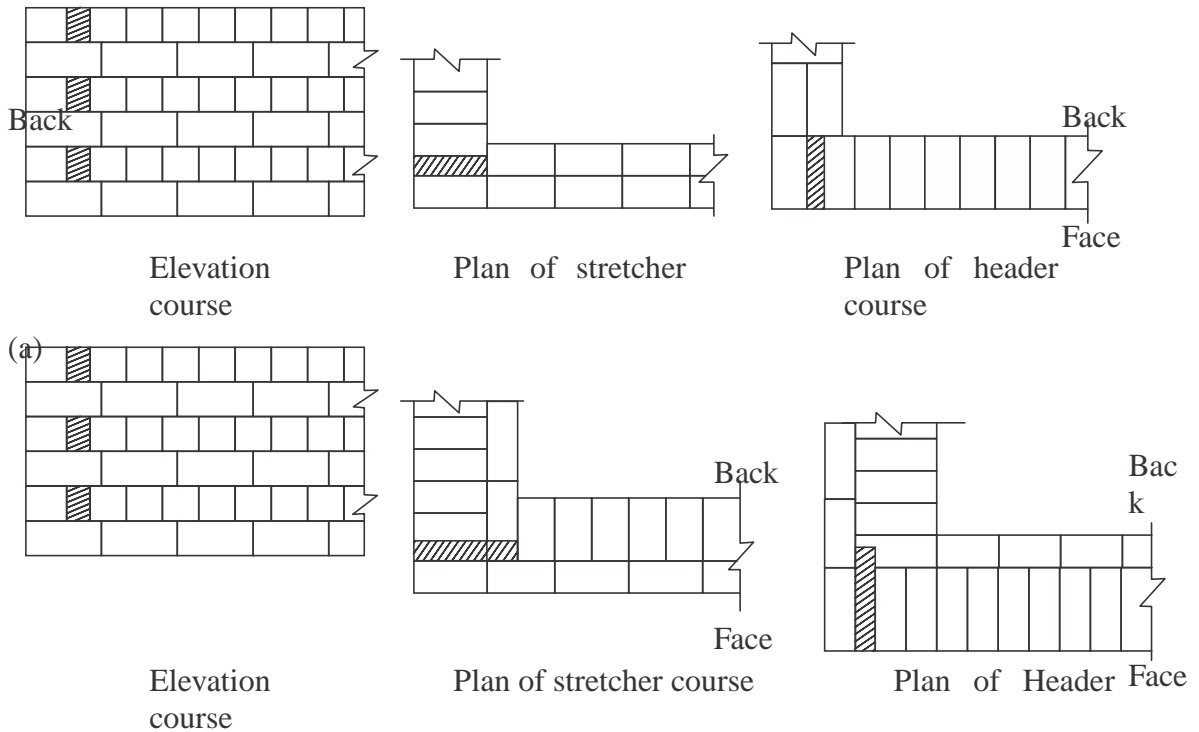 Back
Back
Face
Elevation
course
Plan of stretcher
Plan of header
course
(a)
Back
Bac
k
Face
Elevation
course
Plan of stretcher course
Plan of Header
Face